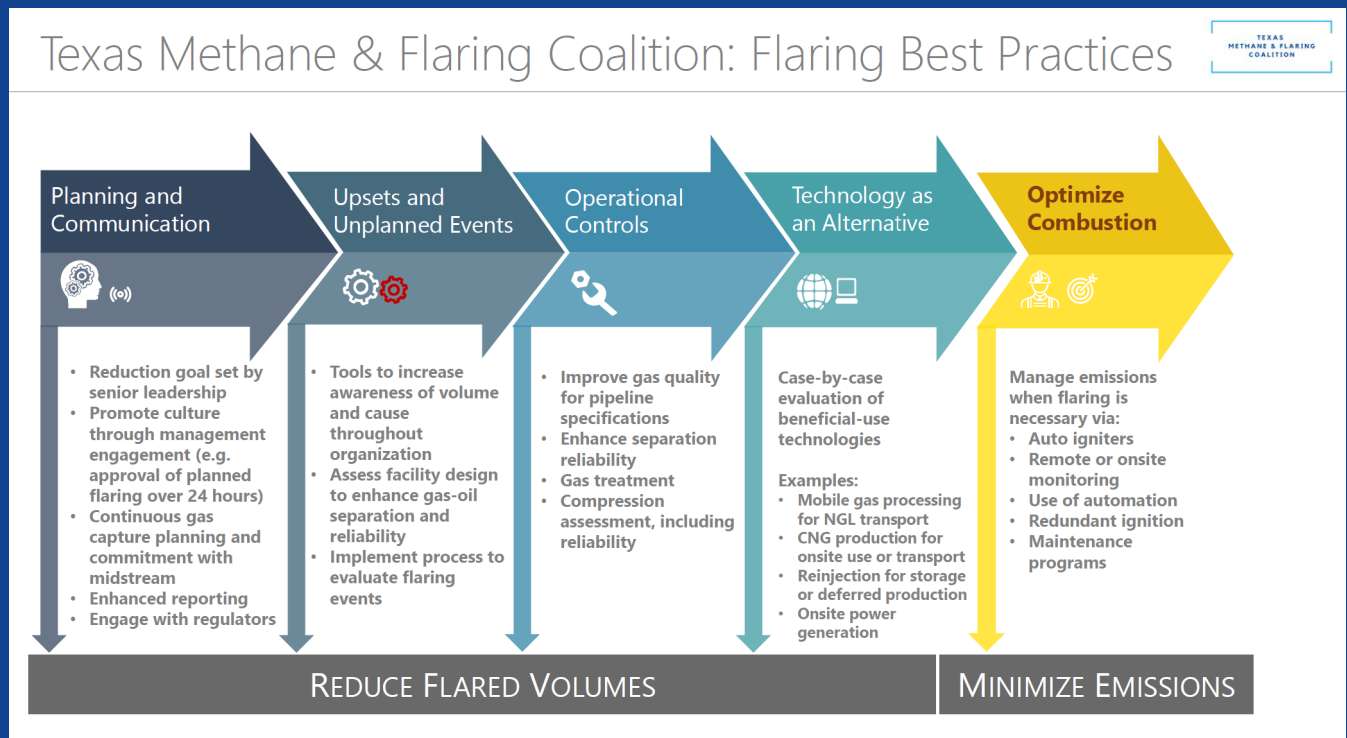 Texas Methane & Flaring Coalition: Flaring Best Practices
TEXAS
METHANE & FLARING
COALITION
Planning and
Communication
Upsets and
Unplanned Events
Operational
Controls
Technology as
an Alternative
Optimize
Combustion
• Reduction goal set by
senior leadership
• Promote culture
through management
engagement (e.g.
approval of planned
flaring over 24 hours)
• Continuous gas
capture planning and
commitment with
midstream
• Enhanced reporting
• Engage with regulators
• Tools to increase
awareness of volume
and cause
throughout
organization
• Assess facility design
to enhance gas-oil
separation and
reliability
• Implement process to
evaluate flaring
events
• Improve gas quality
for pipeline
specifications
• Enhance separation
reliability
• Gas treatment
• Compression
assessment, including
reliability
Case-by-case
evaluation of
beneficial-use
technologies
Examples:
• Mobile gas processing
for NGL transport
• CNG production for
onsite use or transport
• Reinjection for storage
or deferred production
• Onsite power
generation
Manage emissions
when flaring is
necessary via:
• Auto igniters
• Remote or onsite
monitoring
• Use of automation
• Redundant ignition
• Maintenance
programs
REDUCE FLARED VOLUMES
MINIMIZE EMISSIONS